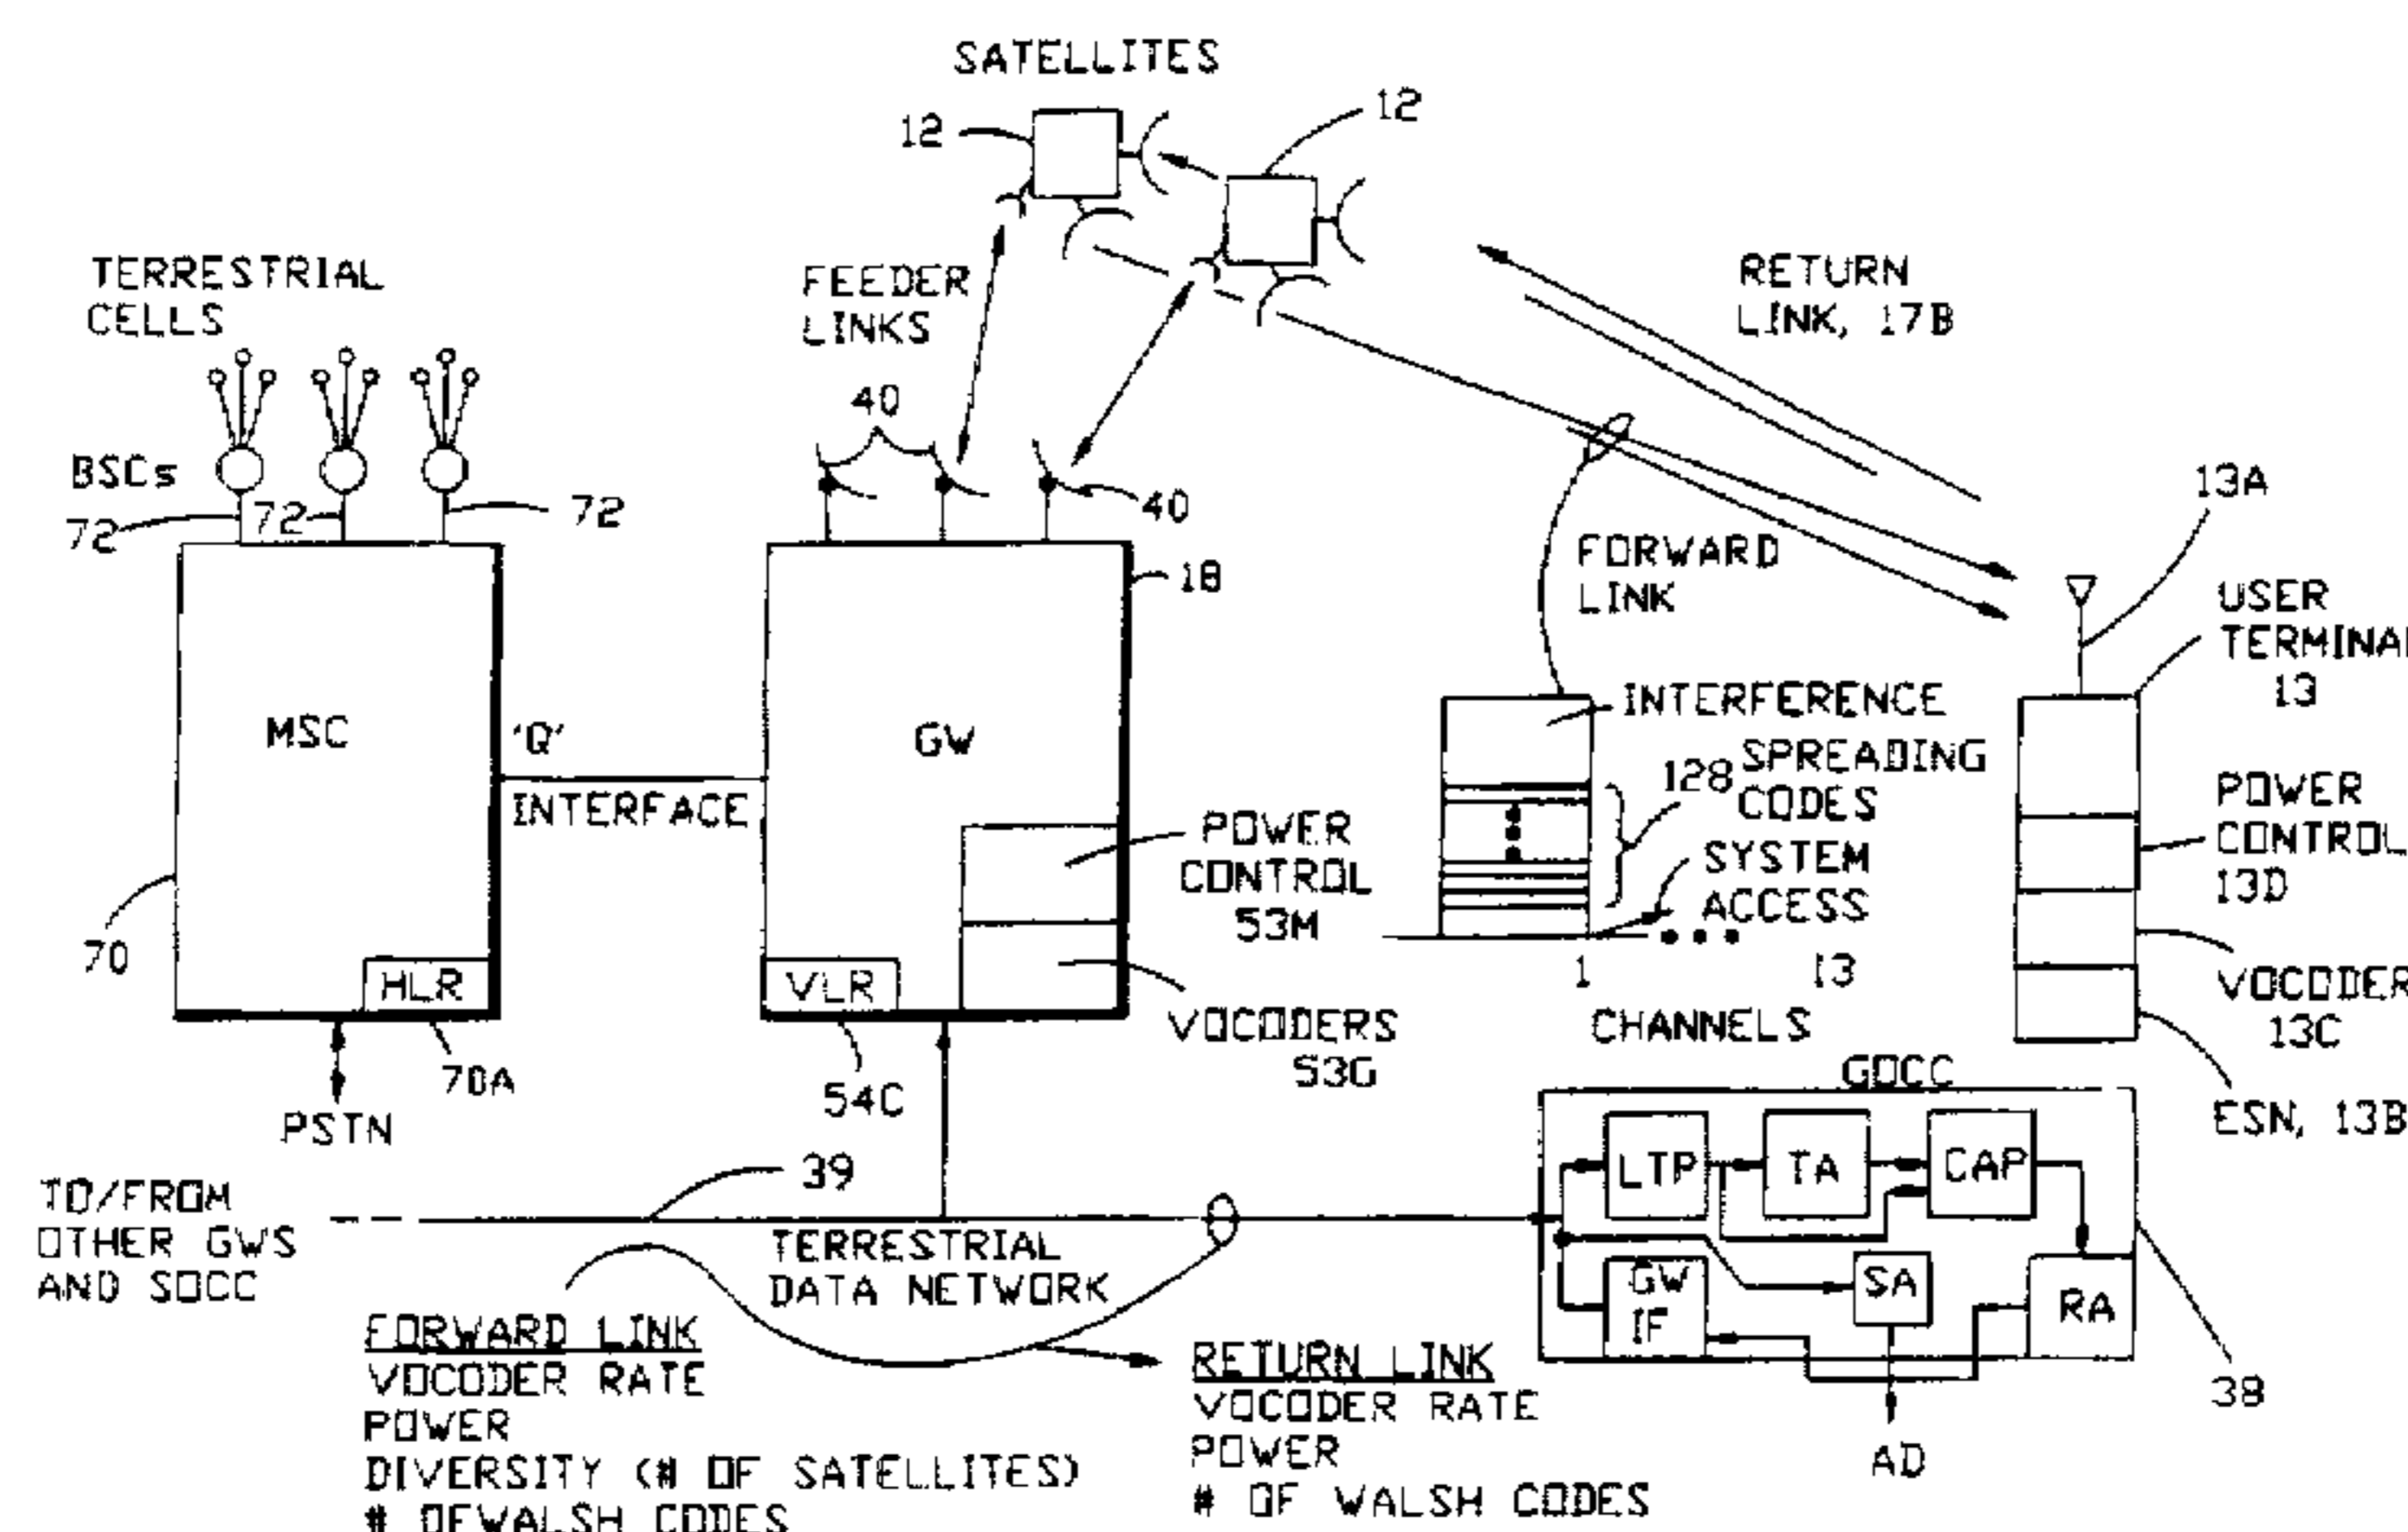 SATELLITES
12
12
TERRESTRIAL
CELLS
FEEDER
LINKS
RETURN
LINK, 17B
40
BSCs
72
72
72
40
13A
18
FORWARD
LINK
USER
TERMINAL
13
MSC
'Q'
INTERFACE
GW
INTERFERENCE
128 SPREADING
CODES
SYSTEM
ACCESS
POWER
CONTROL
13D
POWER
CONTROL
53M
70
HLR
VLR
1
13
CHANNELS
VOCODER
13C
VOCODERS
53G
70A
54C
PSTN
GOCC
ESN, 13B
LTP
TA
CAP
39
TO/FROM
OTHER GWS
AND SOCC
TERRESTRIAL
DATA NETWORK
GW
IF
SA
RA
38
AD
FORWARD LINK
VOCODER RATE
POWER
DIVERSITY (# OF SATELLITES)
# OFWALSH CODES
RETURN LINK
VOCODER RATE
POWER
# OF WALSH CODES